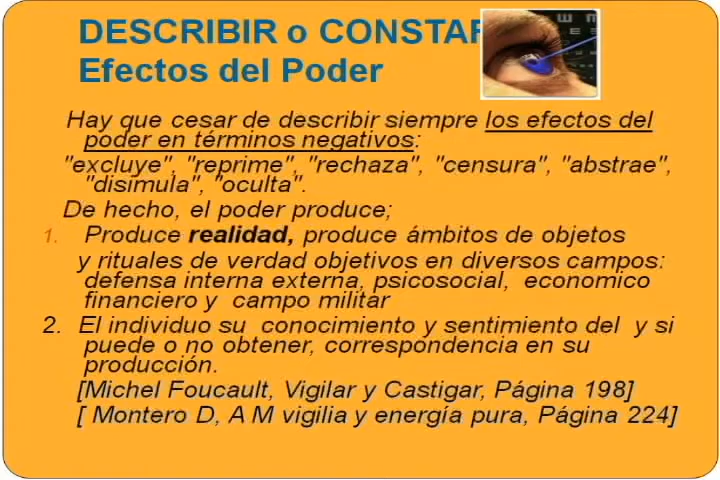 DESCRIBIR o CONSTA
Efectos del Poder
Hay que cesar de describir siempre los efectos del
poder en términos negativos:
"excluye", "reprime", "rechaza", "censura", "abstrae",
"disimula", "oculta".
De hecho, el poder produce;
1. Produce realidad, produce ámbitos de objetos
y rituales de verdad objetivos en diversos campos:
defensa interna externa, psicosocial, economico
financiero y campo militar
2. El individuo su conocimiento y sentimiento del y si
puede o no obtener, correspondencia en su
producción.
[Michel Foucault, Vigilar y Castigar, Página 198]
[ Montero D, A M vigilia y energía pura, Página 224]